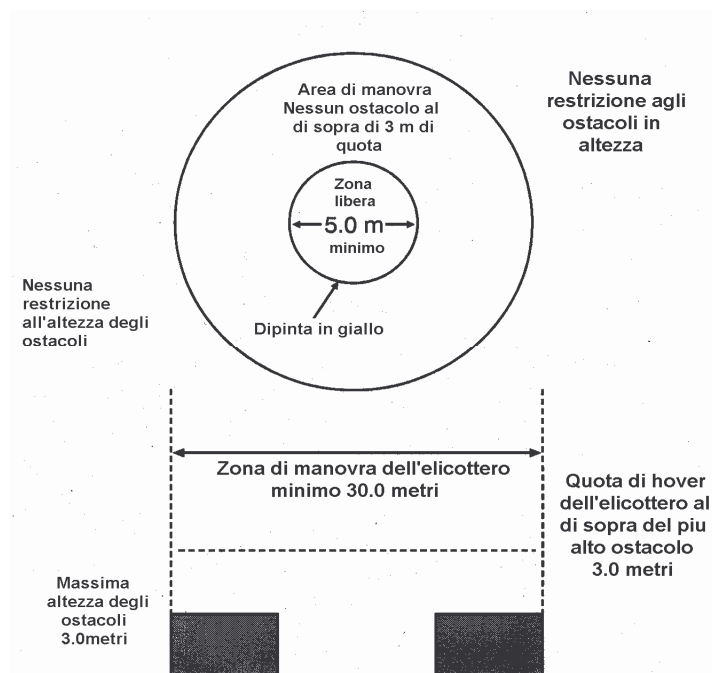 Area di manovra
Nessun ostacolo al
di sopra di 3 m di
quota
Nessuna
restrizione agli
ostacoli in
altezza
Zona
libera
5.0 m
minimo
Nessuna
restrizione
all'altezza degli
ostacoli
Dipinta in giallo
Zona di manovra dell'elicottero
minimo 30.0 metri
Quota di hover
dell'elicottero al
di sopra del piu
alto ostacolo
3.0 metri
Massima
altezza degli
ostacoli
3.0metri